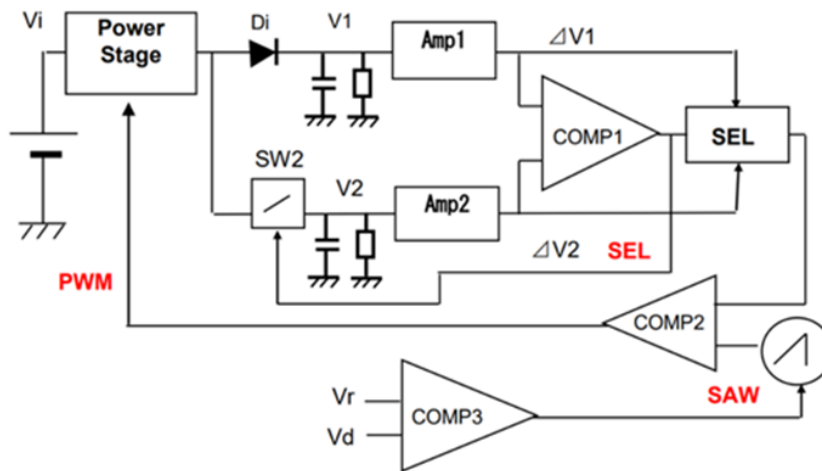 Vi
Power
Stage
Di
V1
Amp1
⊿V1
COMP1
SEL
SW2
V2
Amp2
⊿V2
SEL
PWM
COMP2
SAW
Vr
Vd
COMP3